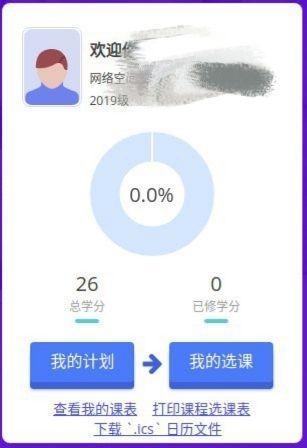 欢迎
网络空
2019级
0.0%
26 0
总学分 已修学分
我的计划 我的选课
查看我的课表 打印课程选课表
下载 `.ics` 日历文件